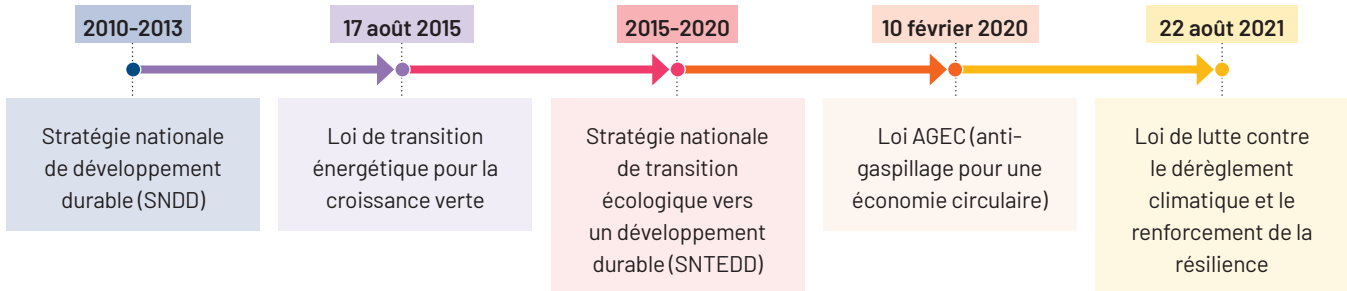 2010-2013
17 août 2015
2015-2020
10 février 2020
22 août 2021
Stratégie nationale
de développement
durable (SNDD)
Loi de transition
énergétique pour la
croissance verte
Stratégie nationale
de transition
écologique vers
un développement
durable (SNTEDD)
Loi AGEC (anti-
gaspillage pour une
économie circulaire)
Loi de lutte contre
le dérèglement
climatique et le
renforcement de la
résilience